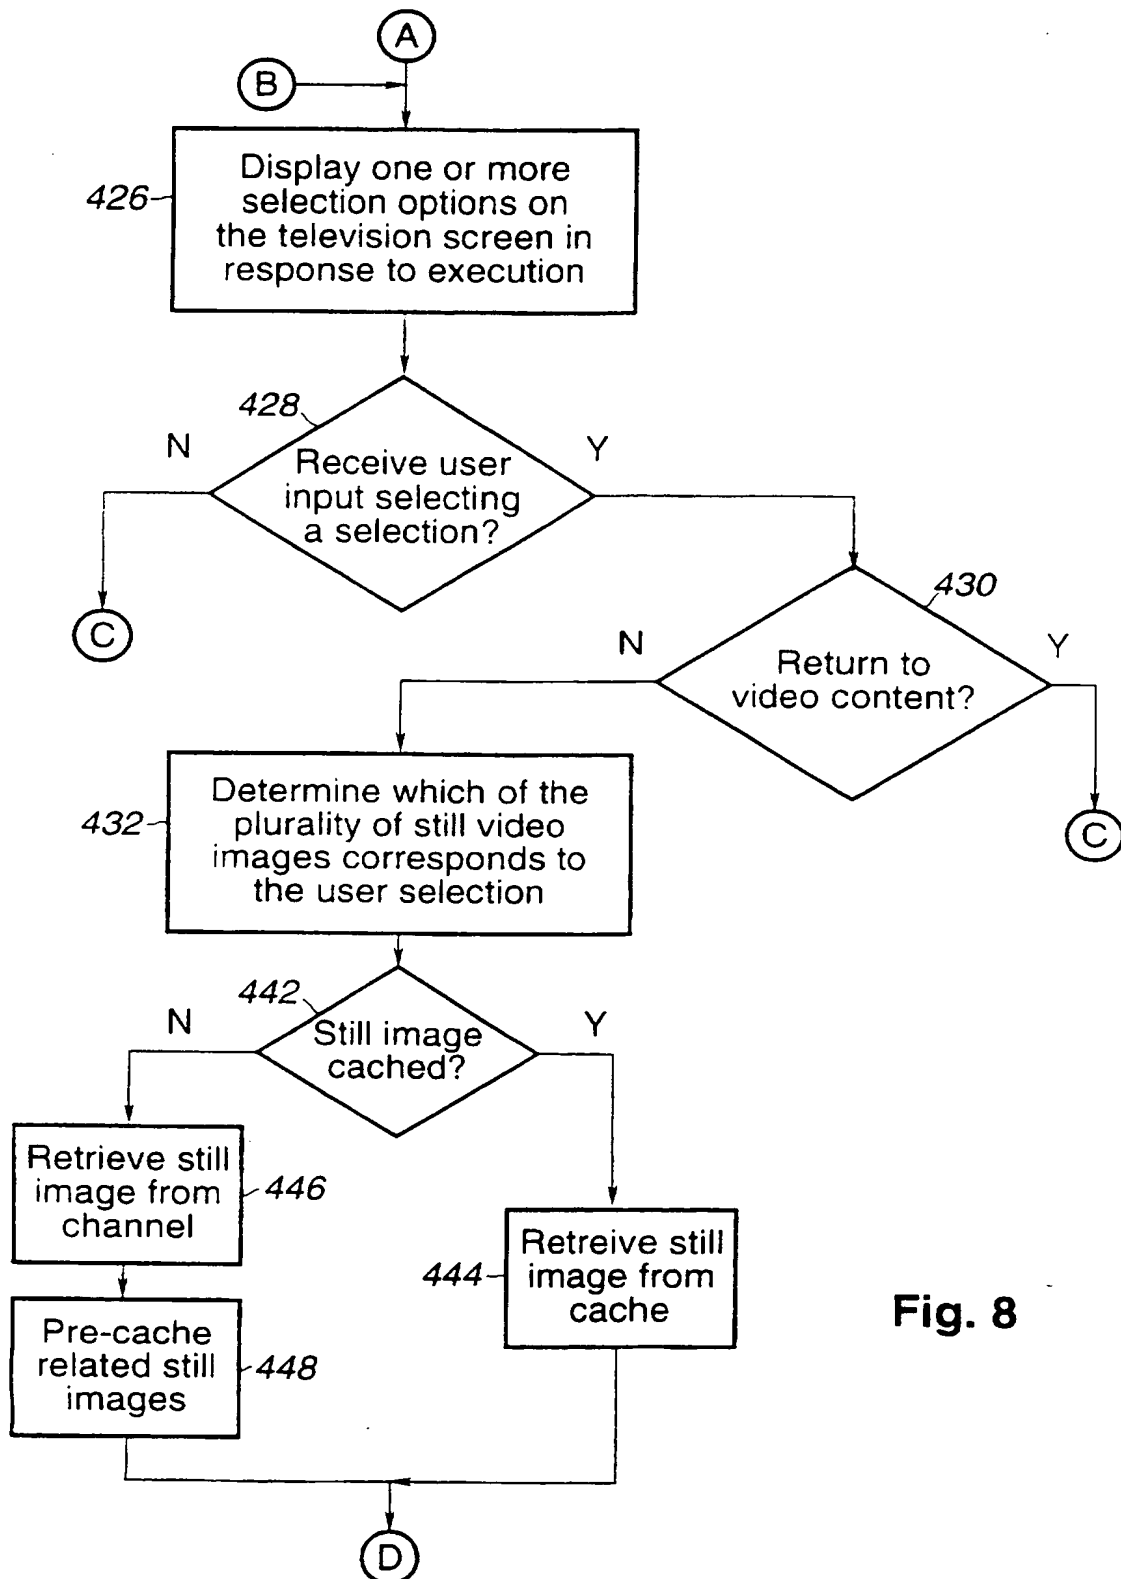 A
B
Display one or more
selection options on
the television screen in
response to execution
426
428
N
Y
Receive user
input selecting
a selection?
C
430
N
Y
Return to
video content?
C
Determine which of the
plurality of still video
images corresponds to
the user selection
432
442
N
Y
Still image
cached?
Retrieve still
image from
channel
446
Retreive still
image from
cache
444
Pre-cache
related still
images
448
D
Fig. 8